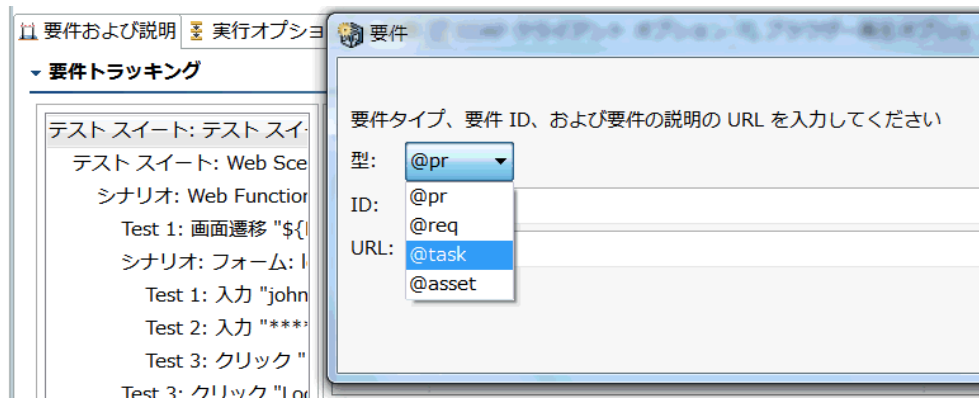 要件および説明 実行オプショ
要件トラッキング
テスト スイート: テスト スイ
テスト スイート: Web Sce
シナリオ: Web Function
Test 1: 画面遷移 "${
シナリオ: フォーム: l
Test 1: 入力 "john
Test 2: 入力 "****
Test 3: クリック "
Test 3: クリック "Log
要件
要件タイプ、要件 ID、および要件の説明の URL を入力してください
型: @pr
@pr
@req
@task
@asset
ID:
URL: